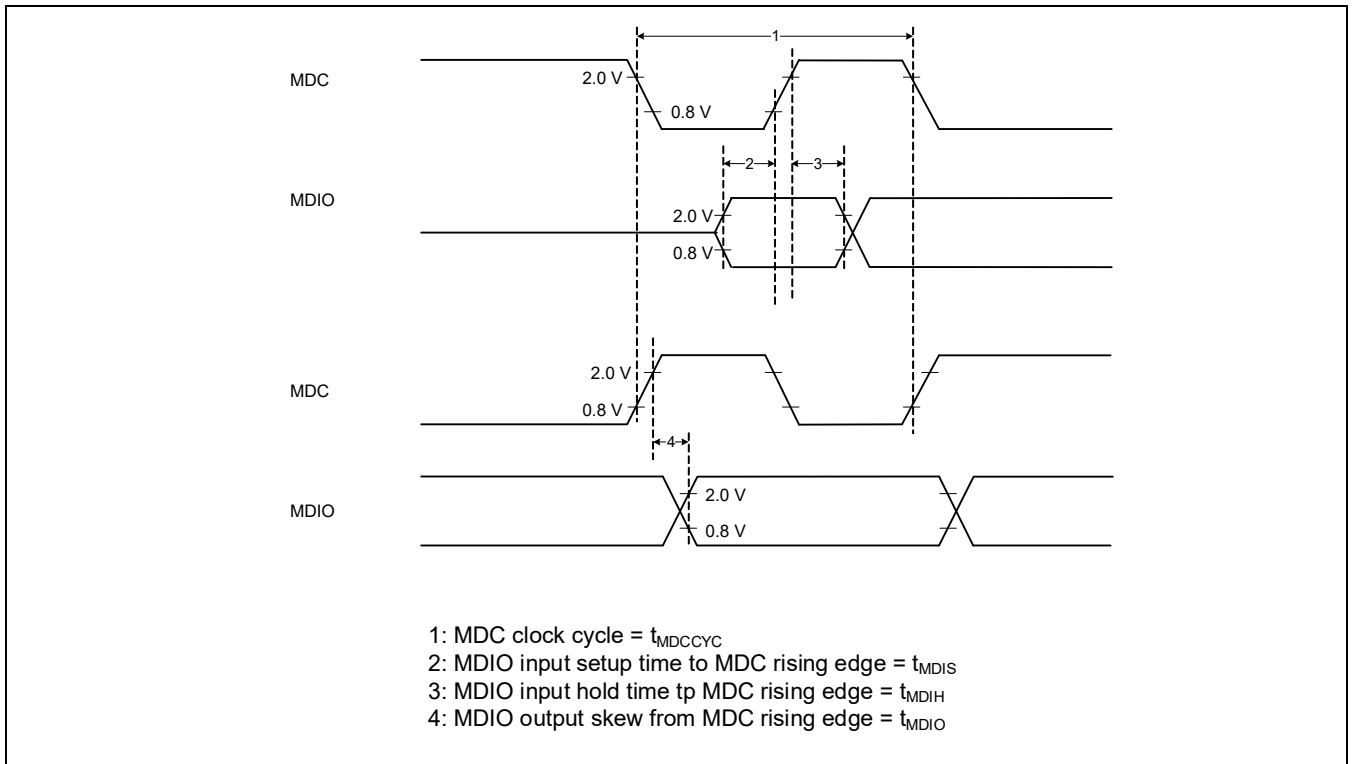 1
MDC
2.0 V
0.8 V
2
3
MDIO
2.0 V
0.8 V
2.0 V
MDC
0.8 V
4
2.0 V
MDIO
0.8 V
1: MDC clock cycle = tMDCCYC
2: MDIO input setup time to MDC rising edge = tMDIS
3: MDIO input hold time tp MDC rising edge = tMDIH
4: MDIO output skew from MDC rising edge = tMDIO